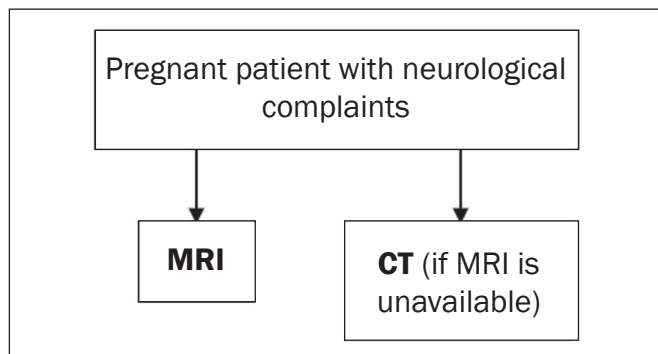 Pregnant patient with neurological
complaints
MRI
CT (if MRI is
unavailable)